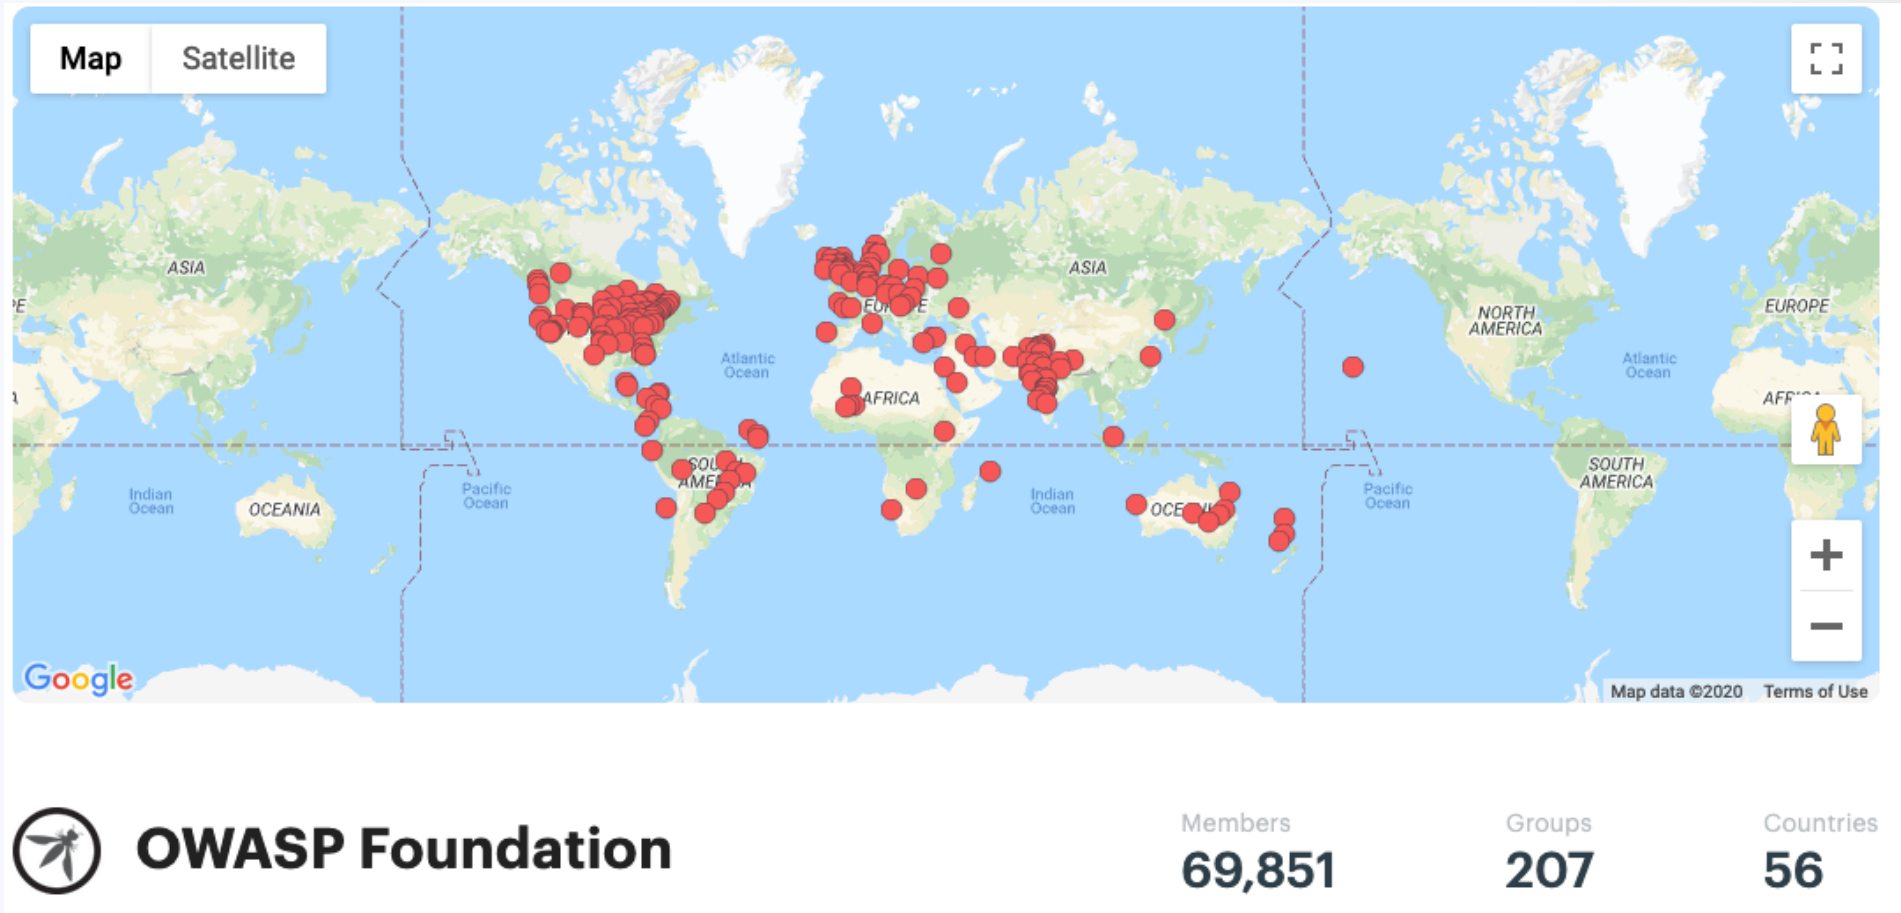 Map Satellite
ASIA
ASIA
NORTH
AMERICA
EUROPE
Atlantic
Ocean
Atlantic
Ocean
AFRICA
SOUTH
AMERICA
Indian
Ocean
OCEANIA
Pacific
Ocean
Indian
Ocean
Pacific
Ocean
Google
Map data ©2020 Terms of Use
OWASP Foundation
Members
69,851
Groups
207
Countries
56